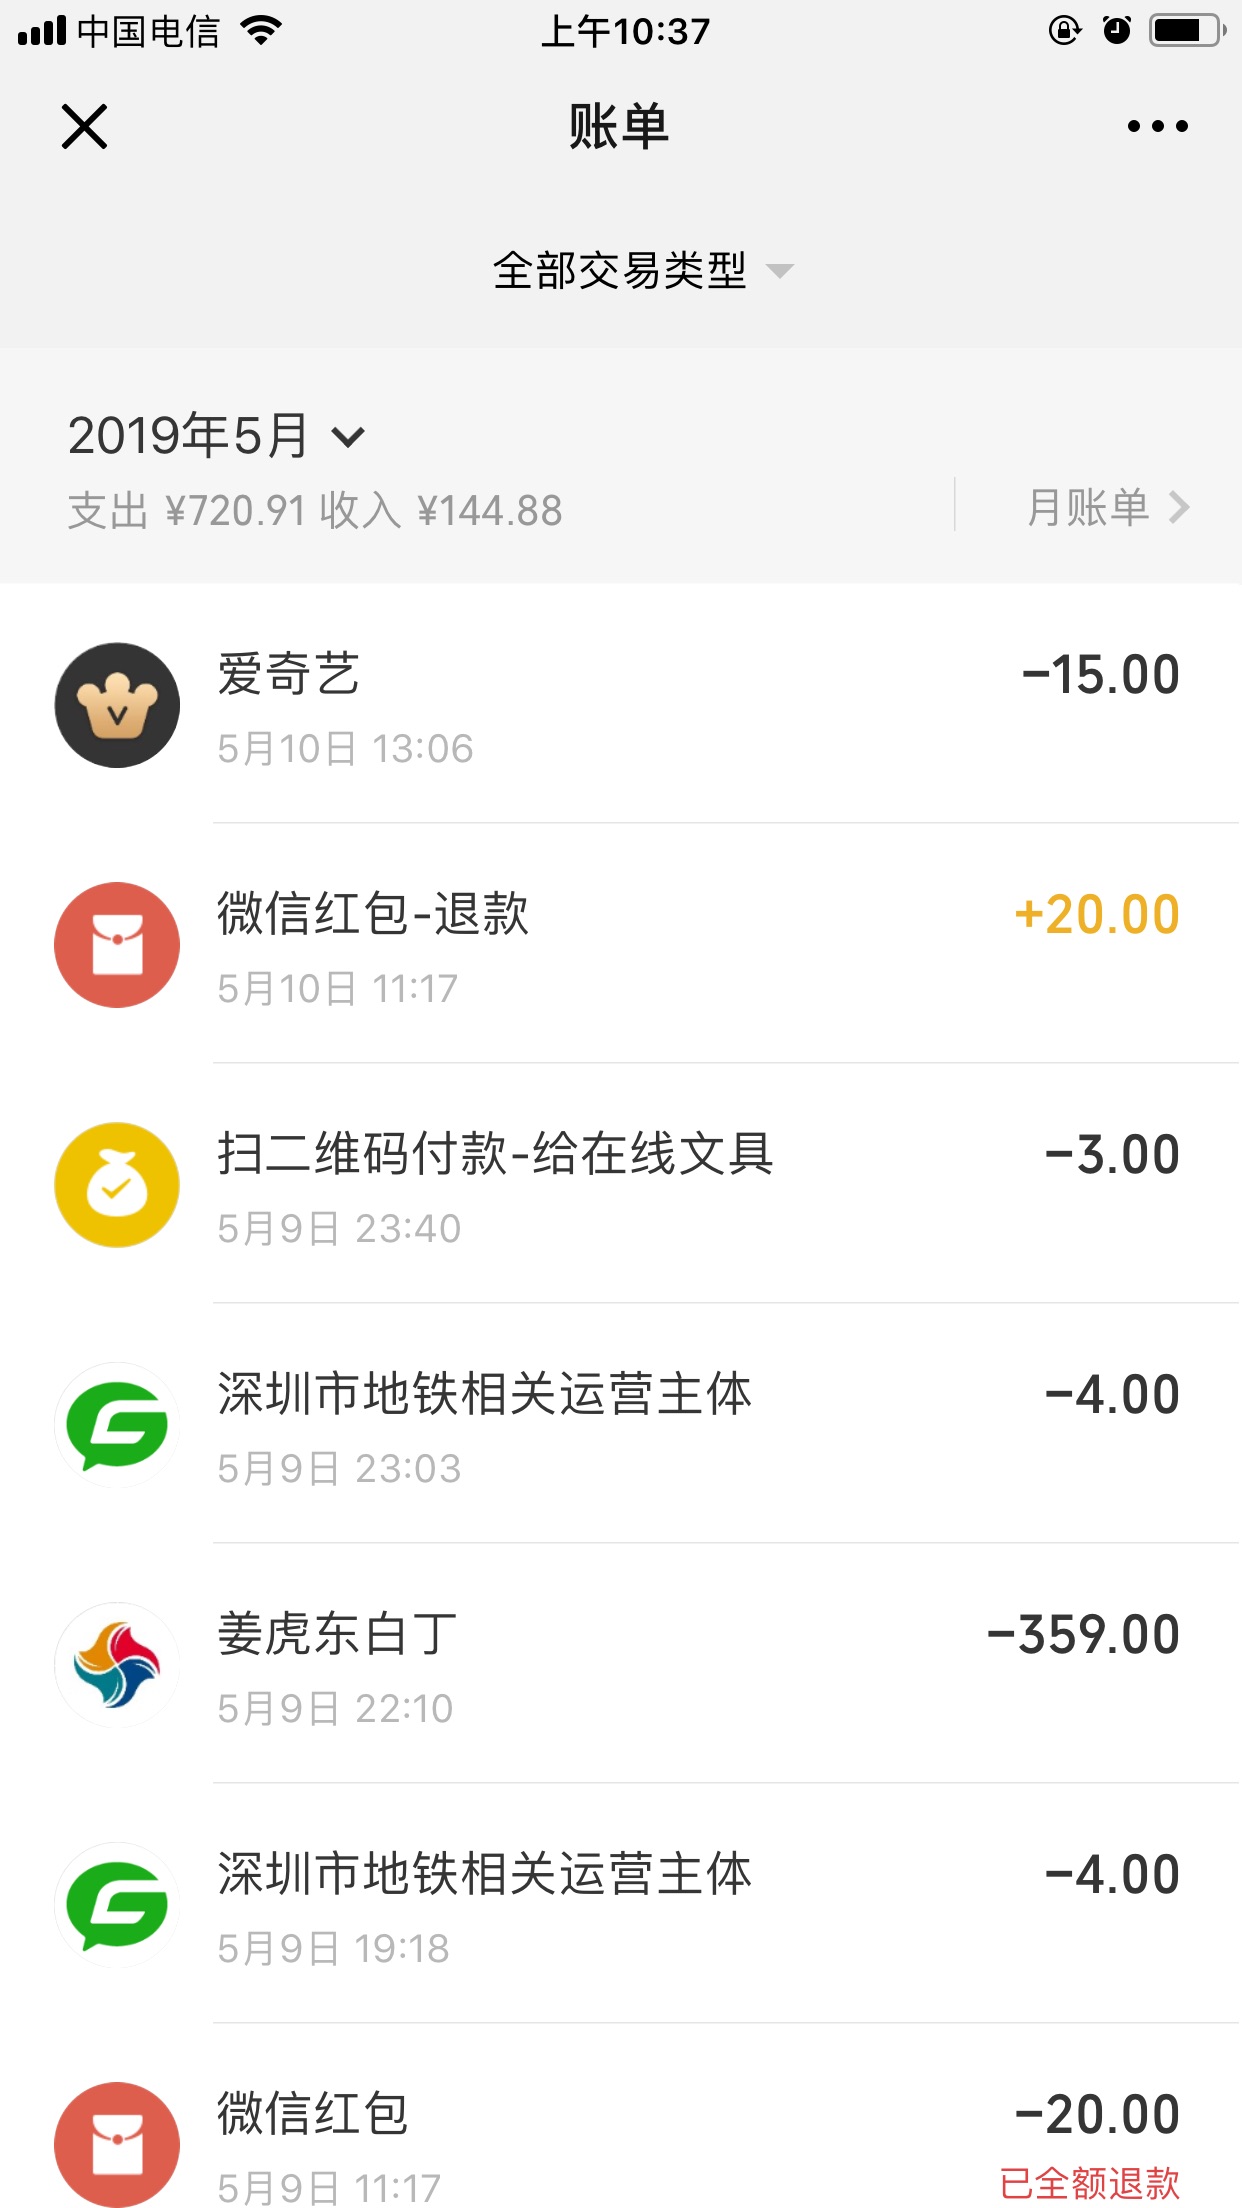 中国电信 上午10:37
账单
全部交易类型
2019年5月
支出 ¥720.91 收入 ¥144.88 月账单
爱奇艺 -15.00
5月10日 13:06
微信红包-退款 +20.00
5月10日 11:17
扫二维码付款-给在线文具 -3.00
5月9日 23:40
深圳市地铁相关运营主体 -4.00
5月9日 23:03
姜虎东白丁 -359.00
5月9日 22:10
深圳市地铁相关运营主体 -4.00
5月9日 19:18
微信红包 -20.00
5月9日 11:17 已全额退款